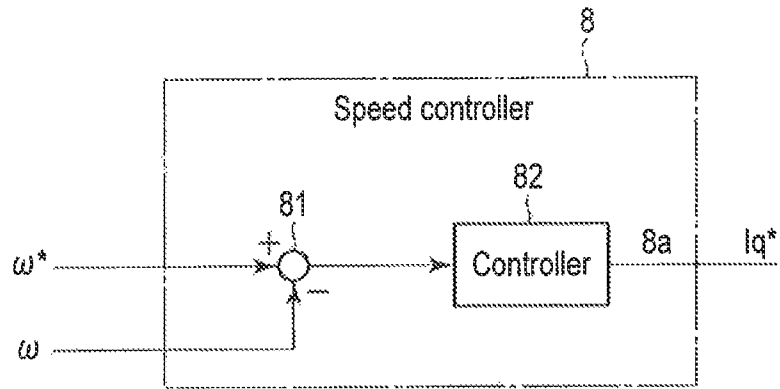 8
Speed controller
81
82
ω*
+
Controller
8a
Iq*
−
ω